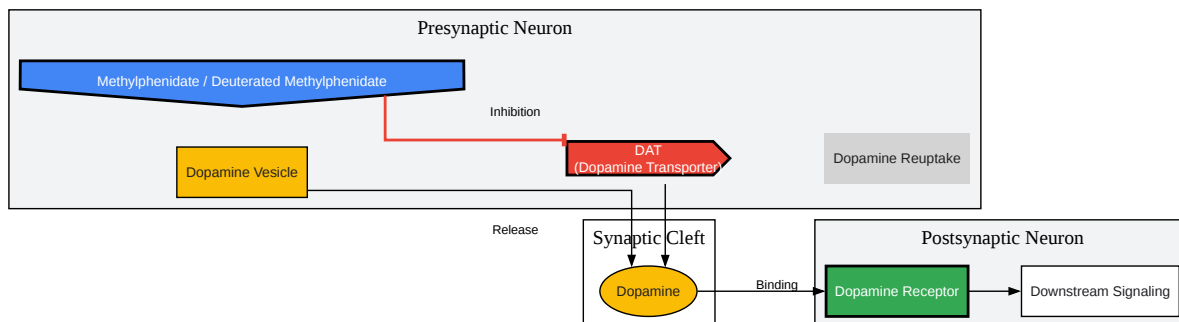 Presynaptic Neuron
Methylphenidate / Deuterated Methylphenidate
Inhibition
DAT
(Dopamine Transporter)
Dopamine Vesicle
Dopamine Reuptake
Release
Synaptic Cleft
Postsynaptic Neuron
Dopamine
Binding
Dopamine Receptor
Downstream Signaling